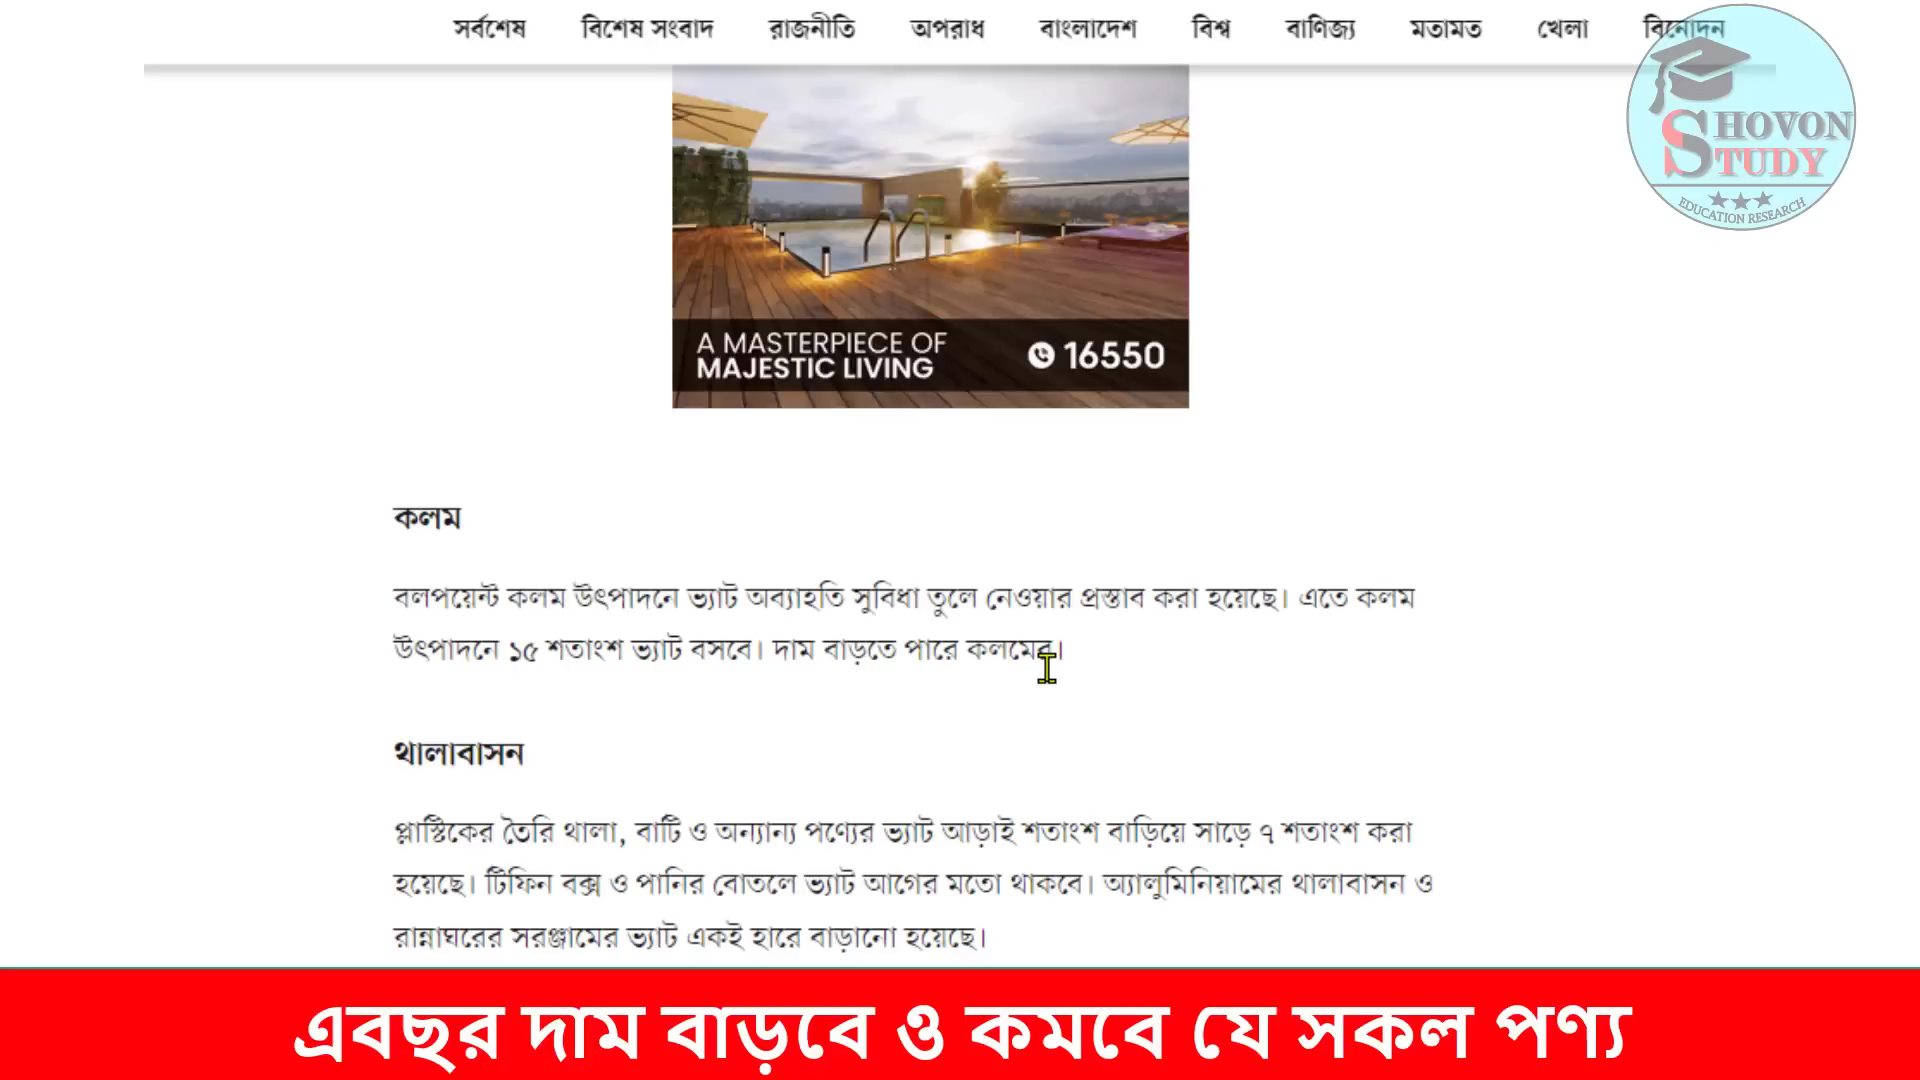 সর্বশেষ বিশেষ সংবাদ রাজনীতি অপরাধ বাংলাদেশ বিশ্ব বাণিজ্য মতামত খেলা বিনোদন
SHOVON
STUDY
EDUCATION RESEARCH
A MASTERPIECE OF
MAJESTIC LIVING
16550
কলম
বলপয়েন্ট কলম উৎপাদনে ভ্যাট অব্যাহতি সুবিধা তুলে নেওয়ার প্রস্তাব করা হয়েছে। এতে কলম
উৎপাদনে ১৫ শতাংশ ভ্যাট বসবে। দাম বাড়তে পারে কলমের।
থালাবাসন
প্লাস্টিকের তৈরি থালা, বাটি ও অন্যান্য পণ্যের ভ্যাট আড়াই শতাংশ বাড়িয়ে সাড়ে ৭ শতাংশ করা
হয়েছে। টিফিন বক্স ও পানির বোতলে ভ্যাট আগের মতো থাকবে। অ্যালুমিনিয়ামের থালাবাসন ও
রান্নাঘরের সরঞ্জামের ভ্যাট একই হারে বাড়ানো হয়েছে।
এবছর দাম বাড়বে ও কমবে যে সকল পণ্য